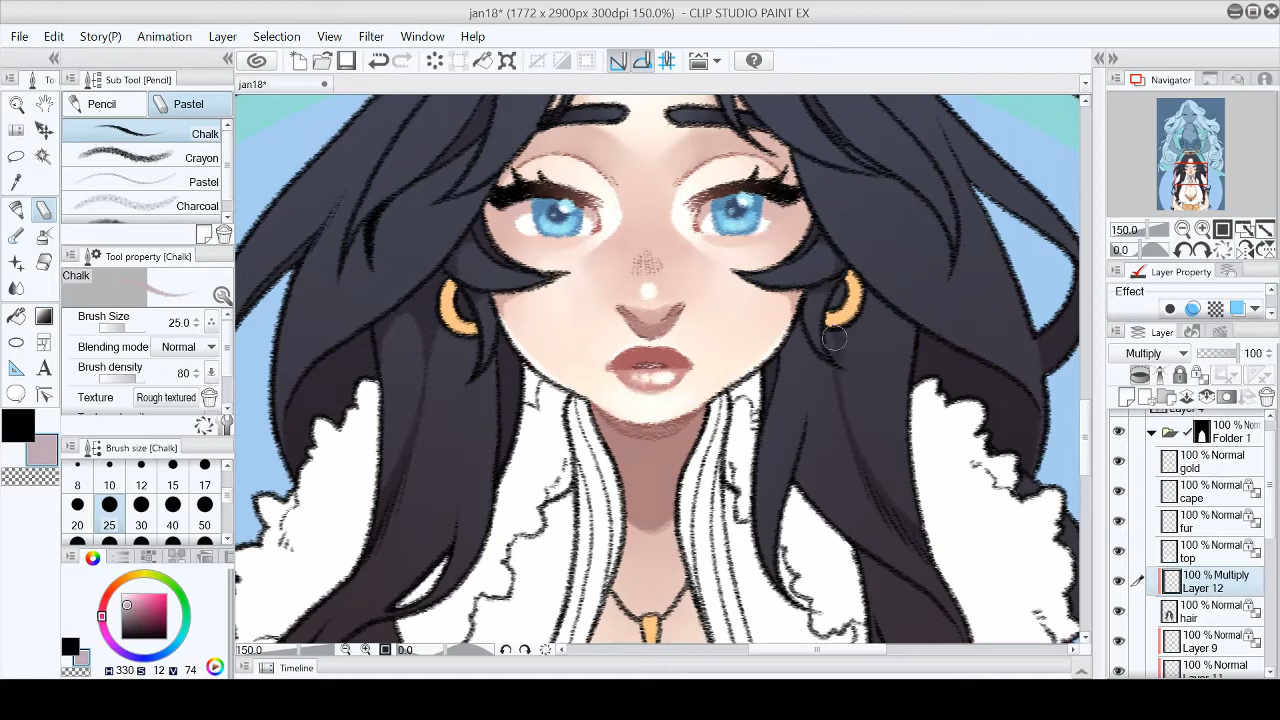 jan18* (1772 x 2900px 300dpi 150.0%) - CLIP STUDIO PAINT EX
File Edit Story(P) Animation Layer Selection View Filter Window Help
To Sub Tool [Pencil] jan18* Navigator
Pencil Pastel
Chalk
Crayon
Pastel
Charcoal
150.0
0.0
Tool property [Chalk]
Chalk
Layer Property
Effect
Brush Size 25.0
Blending mode Normal
Brush density 80
Texture Rough textured
Layer
Multiply 100
Brush size [Chalk]
8 10 12 15 17
20 25 30 40 50
Folder 1
100 % Normal
gold
100 % Normal
cape
100 % Normal
fur
100 % Normal
top
100 % Multiply
Layer 12
100 % Normal
hair
100 % Normal
Layer 9
100 % Normal
Layer 11
H 330 S 12 V 74
150.0 0.0
Timeline